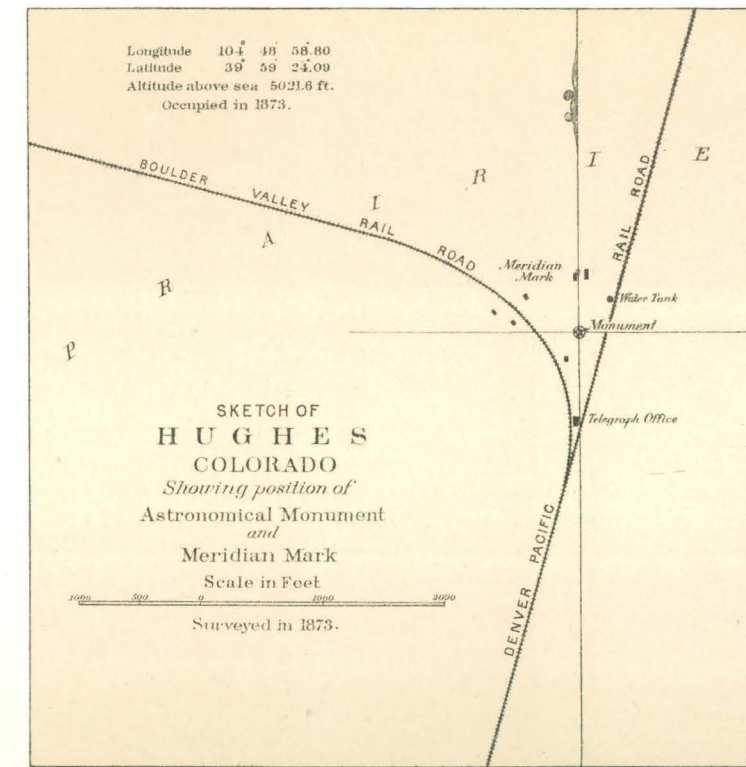 Longitude 104° 48' 58.80
Latitude 39° 59' 24.09
Altitude above sea 5021.6 ft.
Occupied in 1873.
BOULDER VALLEY RAIL ROAD
PRAIRIE
RAIL ROAD
Meridian
Mark
Water Tank
Monument
Telegraph Office
DENVER PACIFIC
SKETCH OF
HUGHES
COLORADO
Showing position of
Astronomical Monument
and
Meridian Mark
Scale in Feet
1000 500 0 1000 2000
Surveyed in 1873.